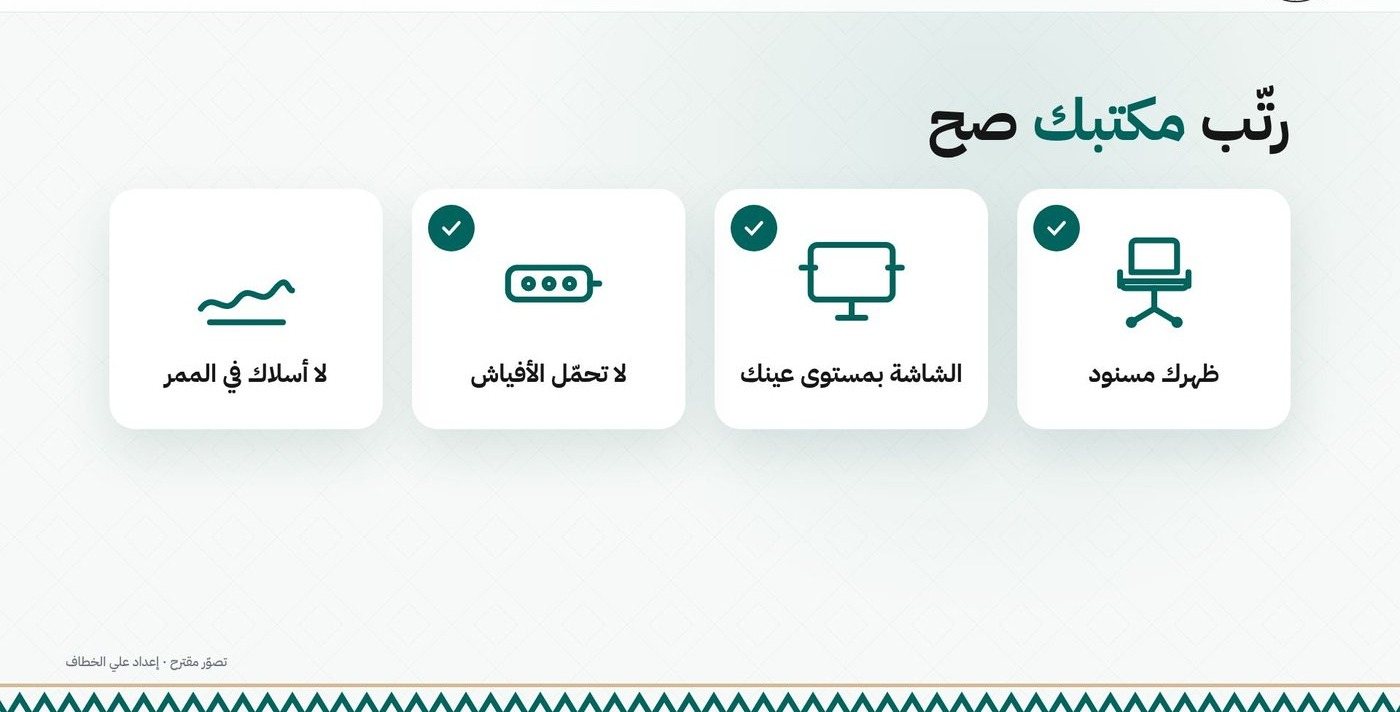 رتّب مكتبك صح
ظهرك مسنود
الشاشة بمستوى عينك
لا تحمّل الأفياش
لا أسلاك في الممر
تصوّر مقترح · إعداد علي الخطاف